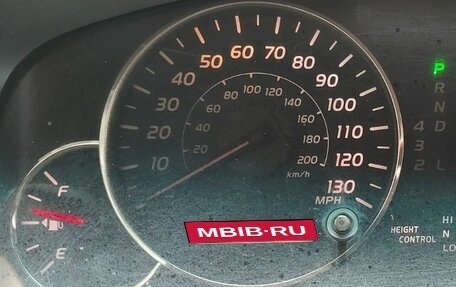 10
20
30
40
50
60
70
80
90
100
110
120
130
MPH
20
40
60
80
100
120
140
160
180
200
km/h
F
E
P
R
N
D
4
3
2
L
HEIGHT
CONTROL
HI
N
LO
MBIB·RU